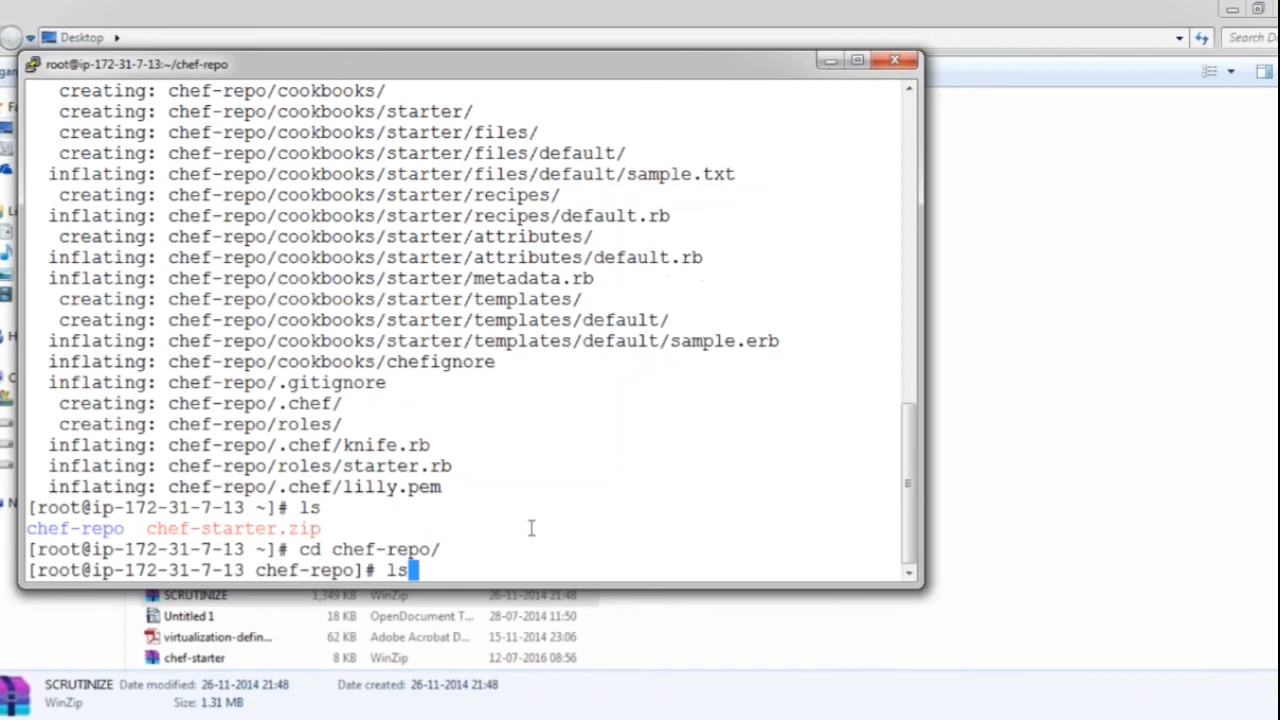 Desktop
Search D
root@ip-172-31-7-13:~/chef-repo
creating: chef-repo/cookbooks/
creating: chef-repo/cookbooks/starter/
creating: chef-repo/cookbooks/starter/files/
creating: chef-repo/cookbooks/starter/files/default/
inflating: chef-repo/cookbooks/starter/files/default/sample.txt
creating: chef-repo/cookbooks/starter/recipes/
inflating: chef-repo/cookbooks/starter/recipes/default.rb
creating: chef-repo/cookbooks/starter/attributes/
inflating: chef-repo/cookbooks/starter/attributes/default.rb
inflating: chef-repo/cookbooks/starter/metadata.rb
creating: chef-repo/cookbooks/starter/templates/
creating: chef-repo/cookbooks/starter/templates/default/
inflating: chef-repo/cookbooks/starter/templates/default/sample.erb
inflating: chef-repo/cookbooks/chefignore
inflating: chef-repo/.gitignore
creating: chef-repo/.chef/
creating: chef-repo/roles/
inflating: chef-repo/.chef/knife.rb
inflating: chef-repo/roles/starter.rb
inflating: chef-repo/.chef/lilly.pem
[root@ip-172-31-7-13 ~]# ls
chef-repo chef-starter.zip
[root@ip-172-31-7-13 ~]# cd chef-repo/
[root@ip-172-31-7-13 chef-repo]# ls
SCRUTINIZE 1,349 KB WinZip 26-11-2014 21:48
Untitled 1 18 KB OpenDocument T... 28-07-2014 11:50
virtualization-defin... 62 KB Adobe Acrobat D... 15-11-2014 23:06
chef-starter 8 KB WinZip 12-07-2016 08:56
SCRUTINIZE Date modified: 26-11-2014 21:48 Date created: 26-11-2014 21:48
WinZip Size: 1.31 MB